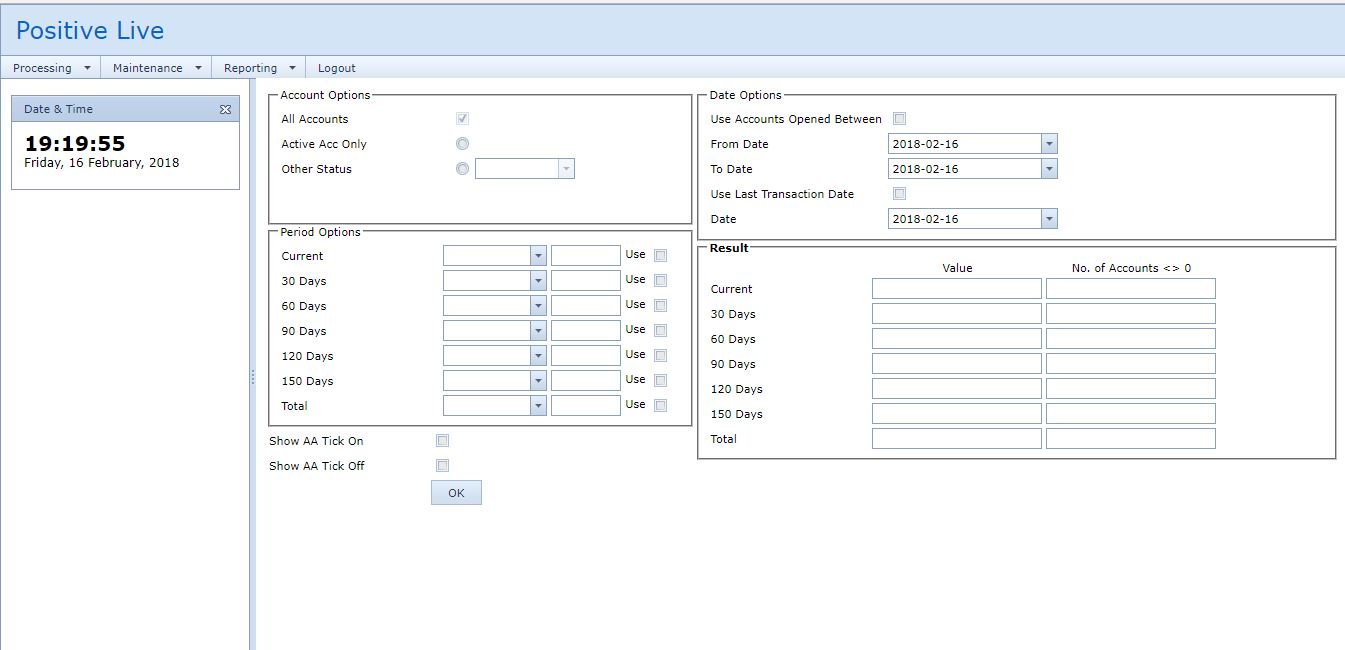 Positive Live
Processing Maintenance Reporting Logout
Date & Time
19:19:55
Friday, 16 February, 2018
Account Options
All Accounts
Active Acc Only
Other Status
Period Options
Current Use
30 Days Use
60 Days Use
90 Days Use
120 Days Use
150 Days Use
Total Use
Show AA Tick On
Show AA Tick Off
OK
Date Options
Use Accounts Opened Between
From Date 2018-02-16
To Date 2018-02-16
Use Last Transaction Date
Date 2018-02-16
Result
Value No. of Accounts <> 0
Current
30 Days
60 Days
90 Days
120 Days
150 Days
Total